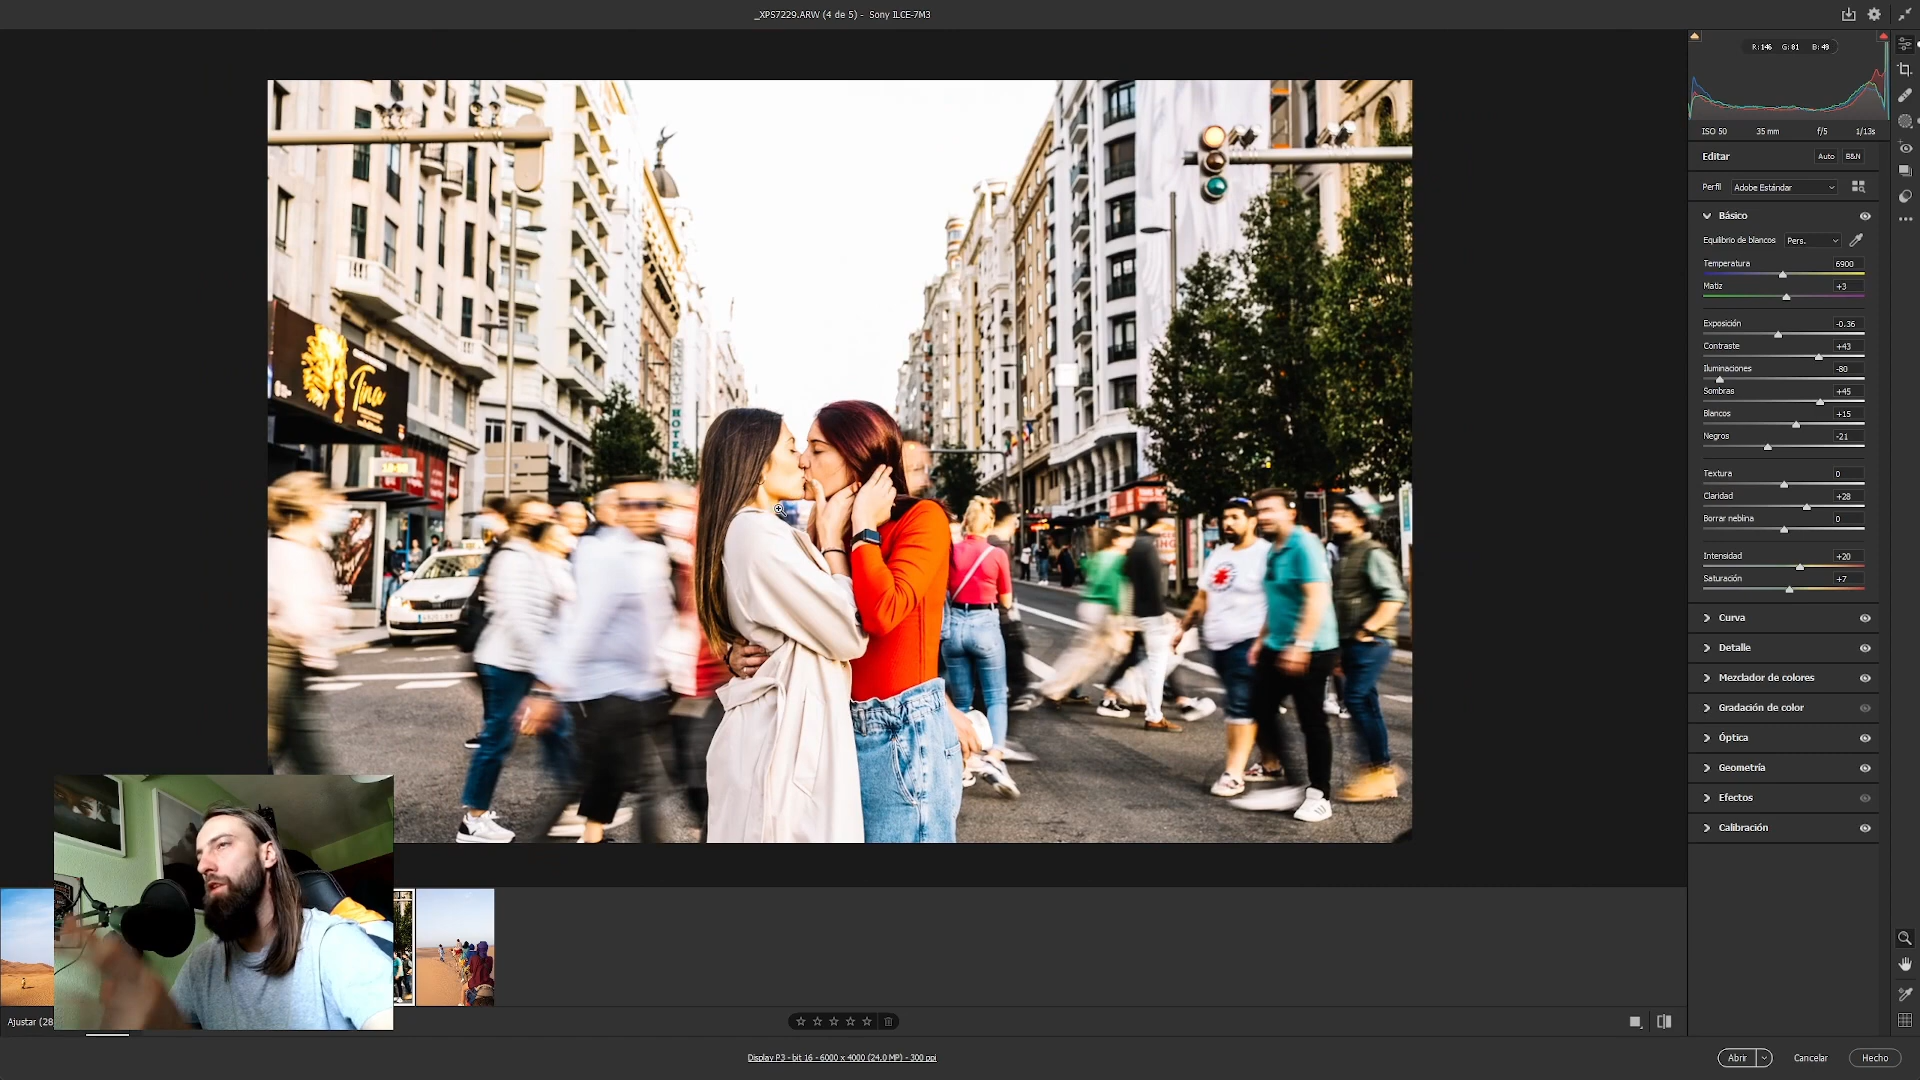 _XPS7229.ARW (4 de 5) - Sony ILCE-7M3
R:146 G:81 B:49
ISO 50 35 mm f/5 1/13s
Editar Auto B&N
Perfil Adobe Estándar
Básico
Equilibrio de blancos Pers.
Temperatura 6900
Matiz +3
Exposición -0.36
Contraste +43
Iluminaciones -80
Sombras +45
Blancos +15
Negros -21
Textura 0
Claridad +28
Borrar neblina 0
Intensidad +20
Saturación +7
Curva
Detalle
Mezclador de colores
Gradación de color
Óptica
Geometría
Efectos
Calibración
Tina
HOTEL
Ajustar (28
Display P3 - bit 16 - 6000 x 4000 (24.0 MP) - 300 ppi
Abrir Cancelar Hecho